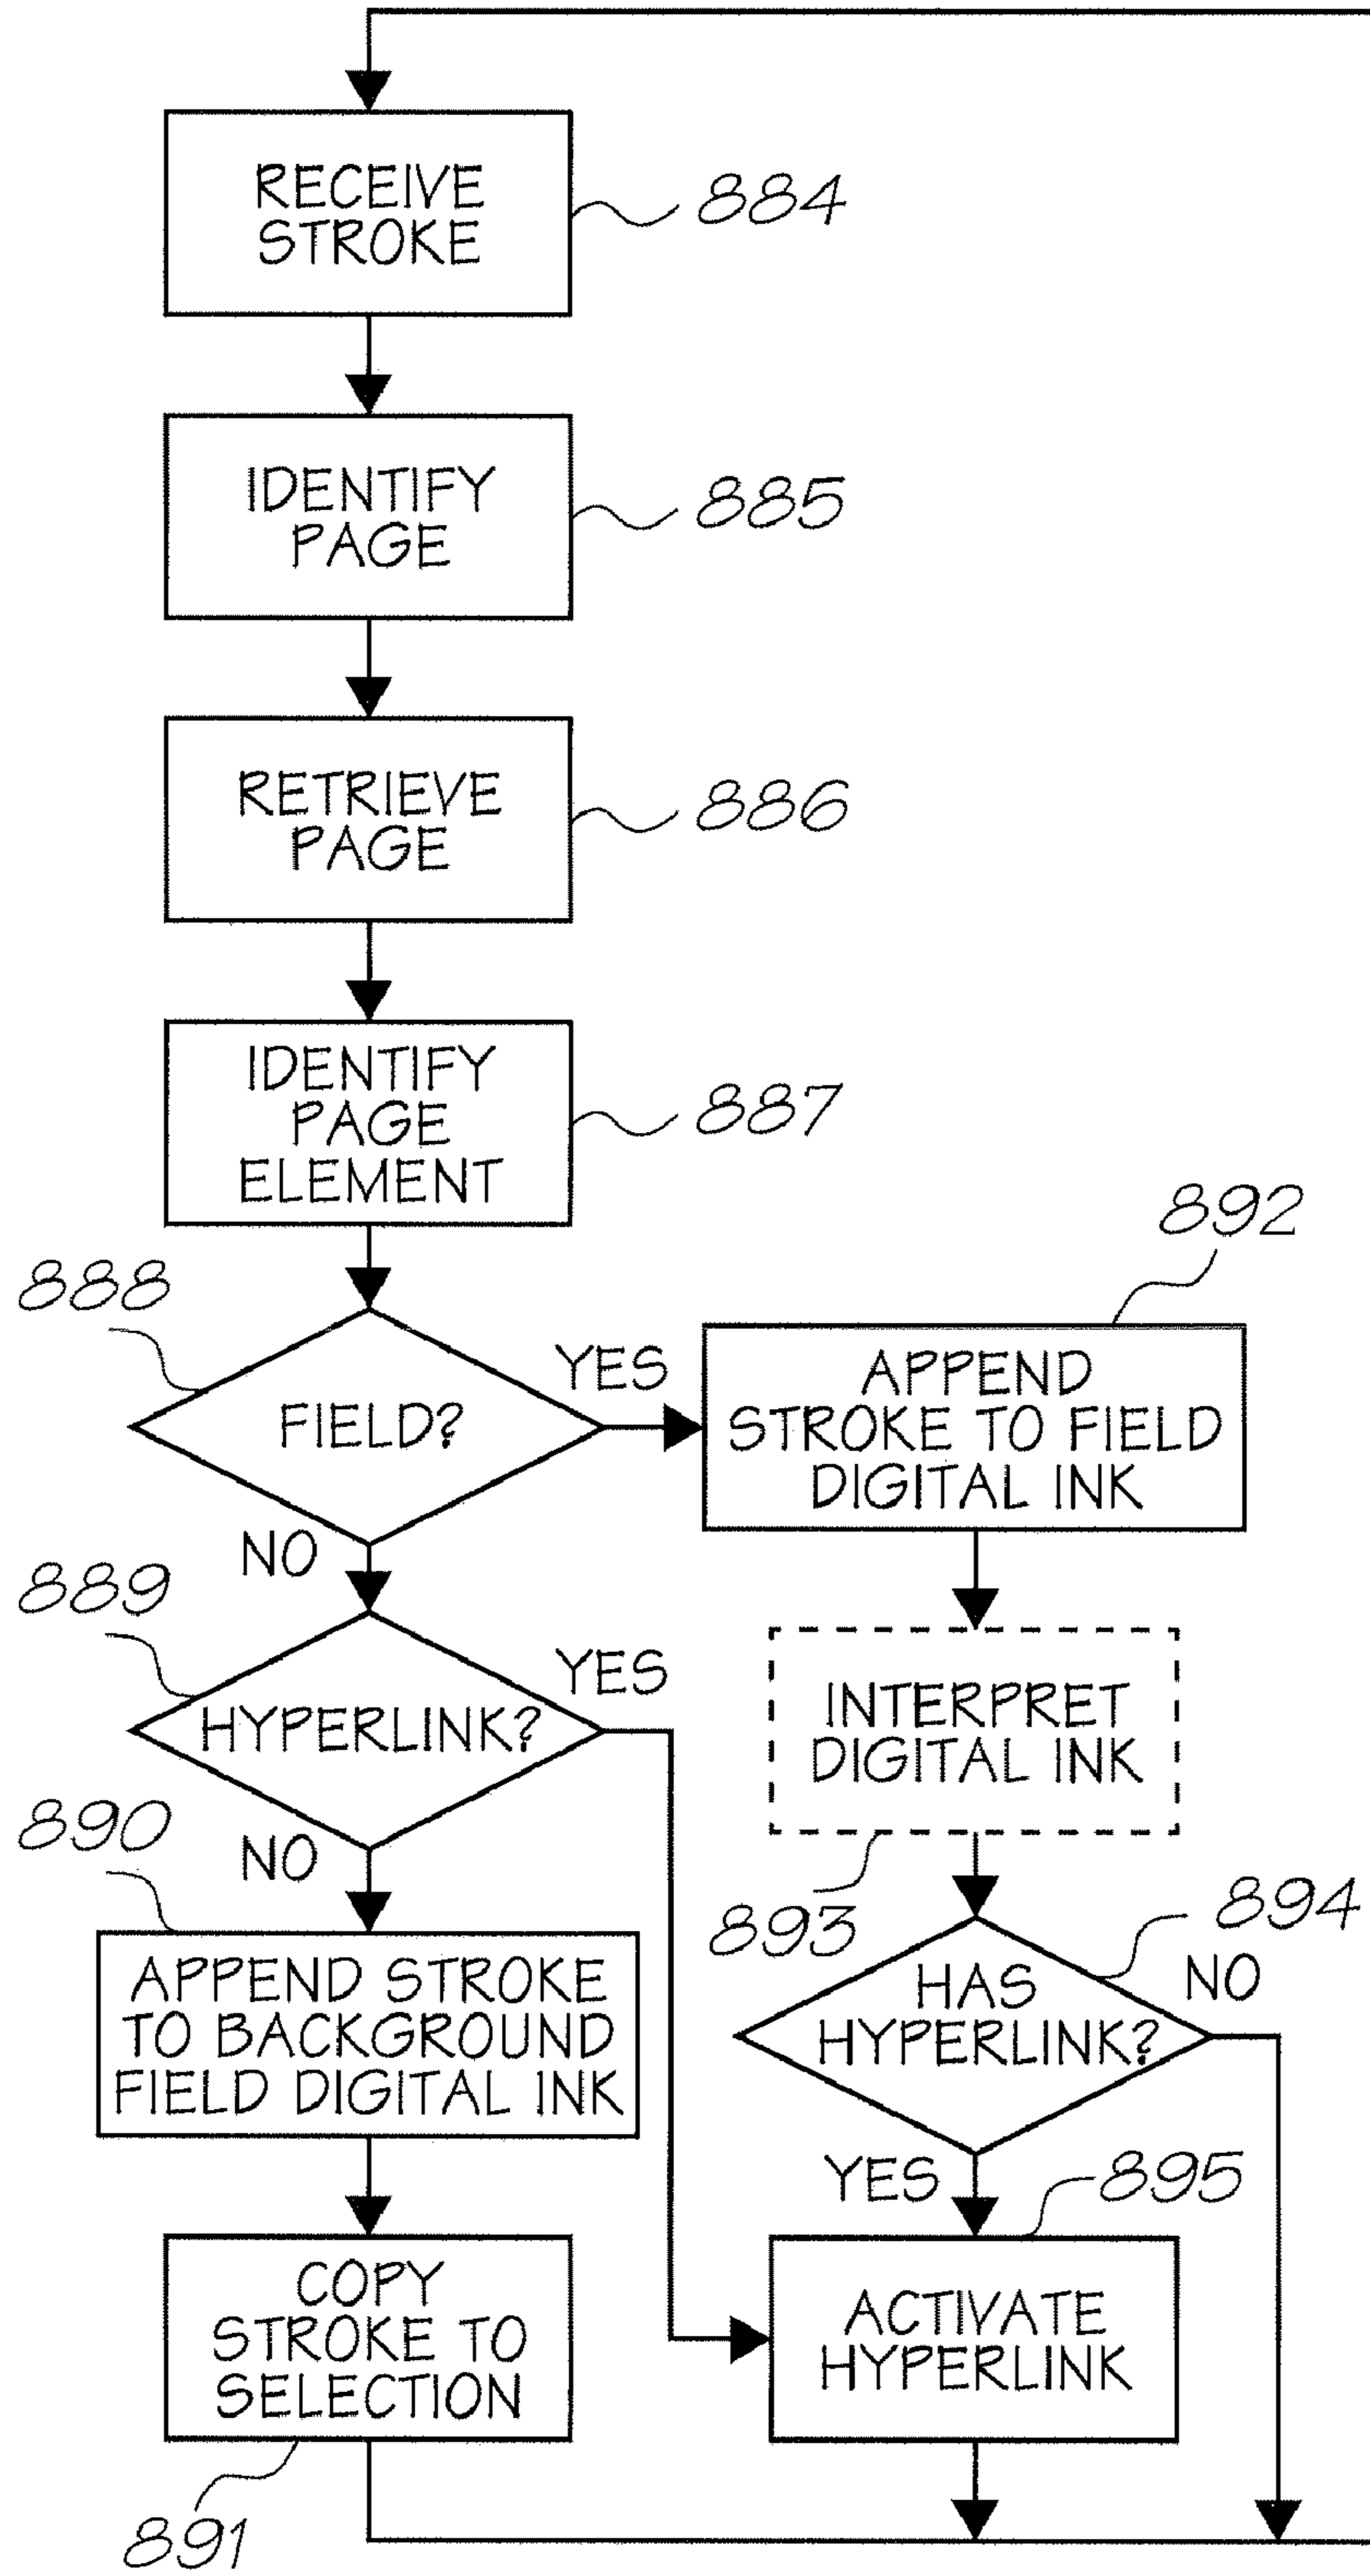 RECEIVE
STROKE
884
IDENTIFY
PAGE
885
RETRIEVE
PAGE
886
IDENTIFY
PAGE
ELEMENT
887
888
FIELD?
YES
NO
892
APPEND
STROKE TO FIELD
DIGITAL INK
889
HYPERLINK?
YES
NO
INTERPRET
DIGITAL INK
893
890
APPEND STROKE
TO BACKGROUND
FIELD DIGITAL INK
894
HAS
HYPERLINK?
NO
YES
COPY
STROKE TO
SELECTION
891
895
ACTIVATE
HYPERLINK